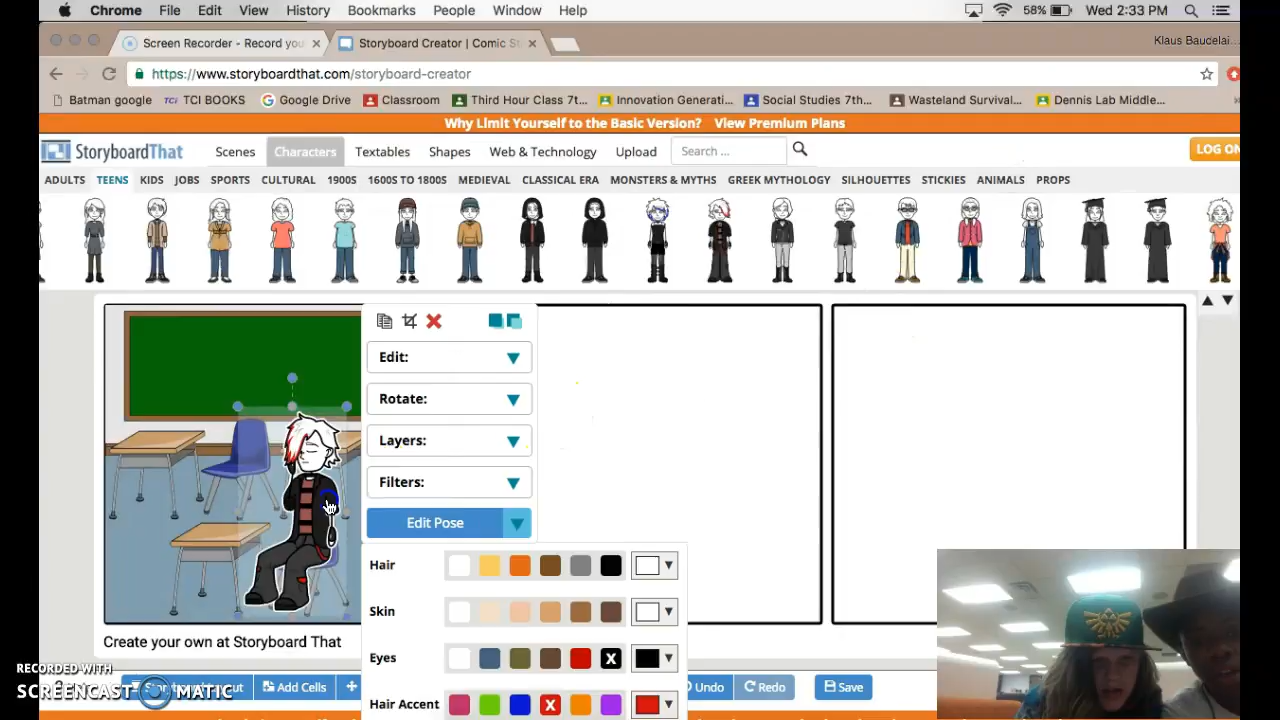 Chrome File Edit View History Bookmarks People Window Help 58% Wed 2:33 PM
Screen Recorder - Record you Storyboard Creator | Comic St Klaus Baudelai...
https://www.storyboardthat.com/storyboard-creator
Batman google TCI TCI BOOKS Google Drive Classroom Third Hour Class 7t... Innovation Generati... Social Studies 7th... Wasteland Survival... Dennis Lab Middle...
Why Limit Yourself to the Basic Version? View Premium Plans
StoryboardThat Scenes Characters Textables Shapes Web & Technology Upload Search ... LOG ON
ADULTS TEENS KIDS JOBS SPORTS CULTURAL 1900S 1600S TO 1800S MEDIEVAL CLASSICAL ERA MONSTERS & MYTHS GREEK MYTHOLOGY SILHOUETTES STICKIES ANIMALS PROPS
Edit:
Rotate:
Layers:
Filters:
Edit Pose
Hair
Skin
Create your own at Storyboard That
Eyes X
RECORDED WITH
SCREENCAST MATIC
Add Cells Undo Redo Save
Hair Accent X